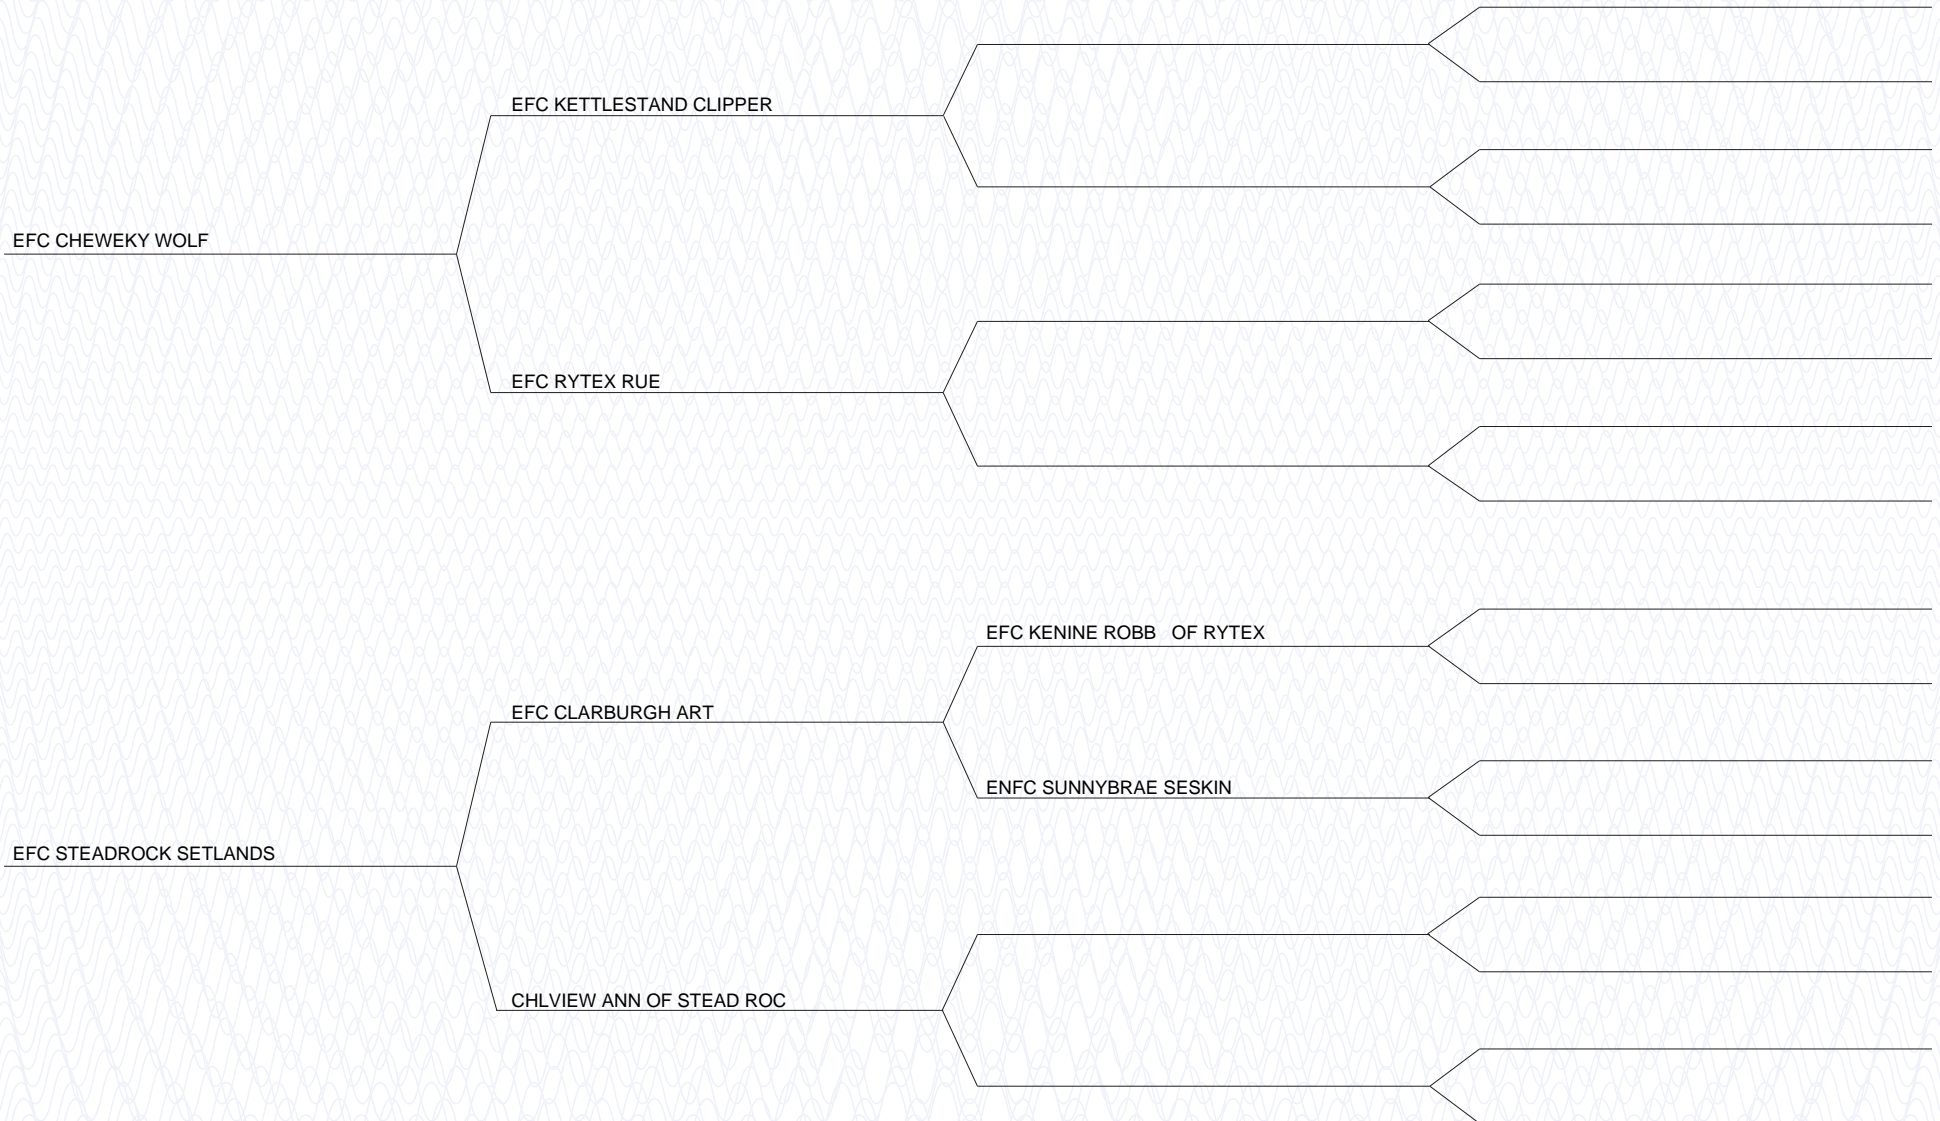 EFC KETTLESTAND CLIPPER
EFC CHEWEKY WOLF
EFC RYTEX RUE
EFC KENINE ROBB   OF RYTEX
EFC CLARBURGH ART
ENFC SUNNYBRAE SESKIN
EFC STEADROCK SETLANDS
CHLVIEW ANN OF STEAD ROC